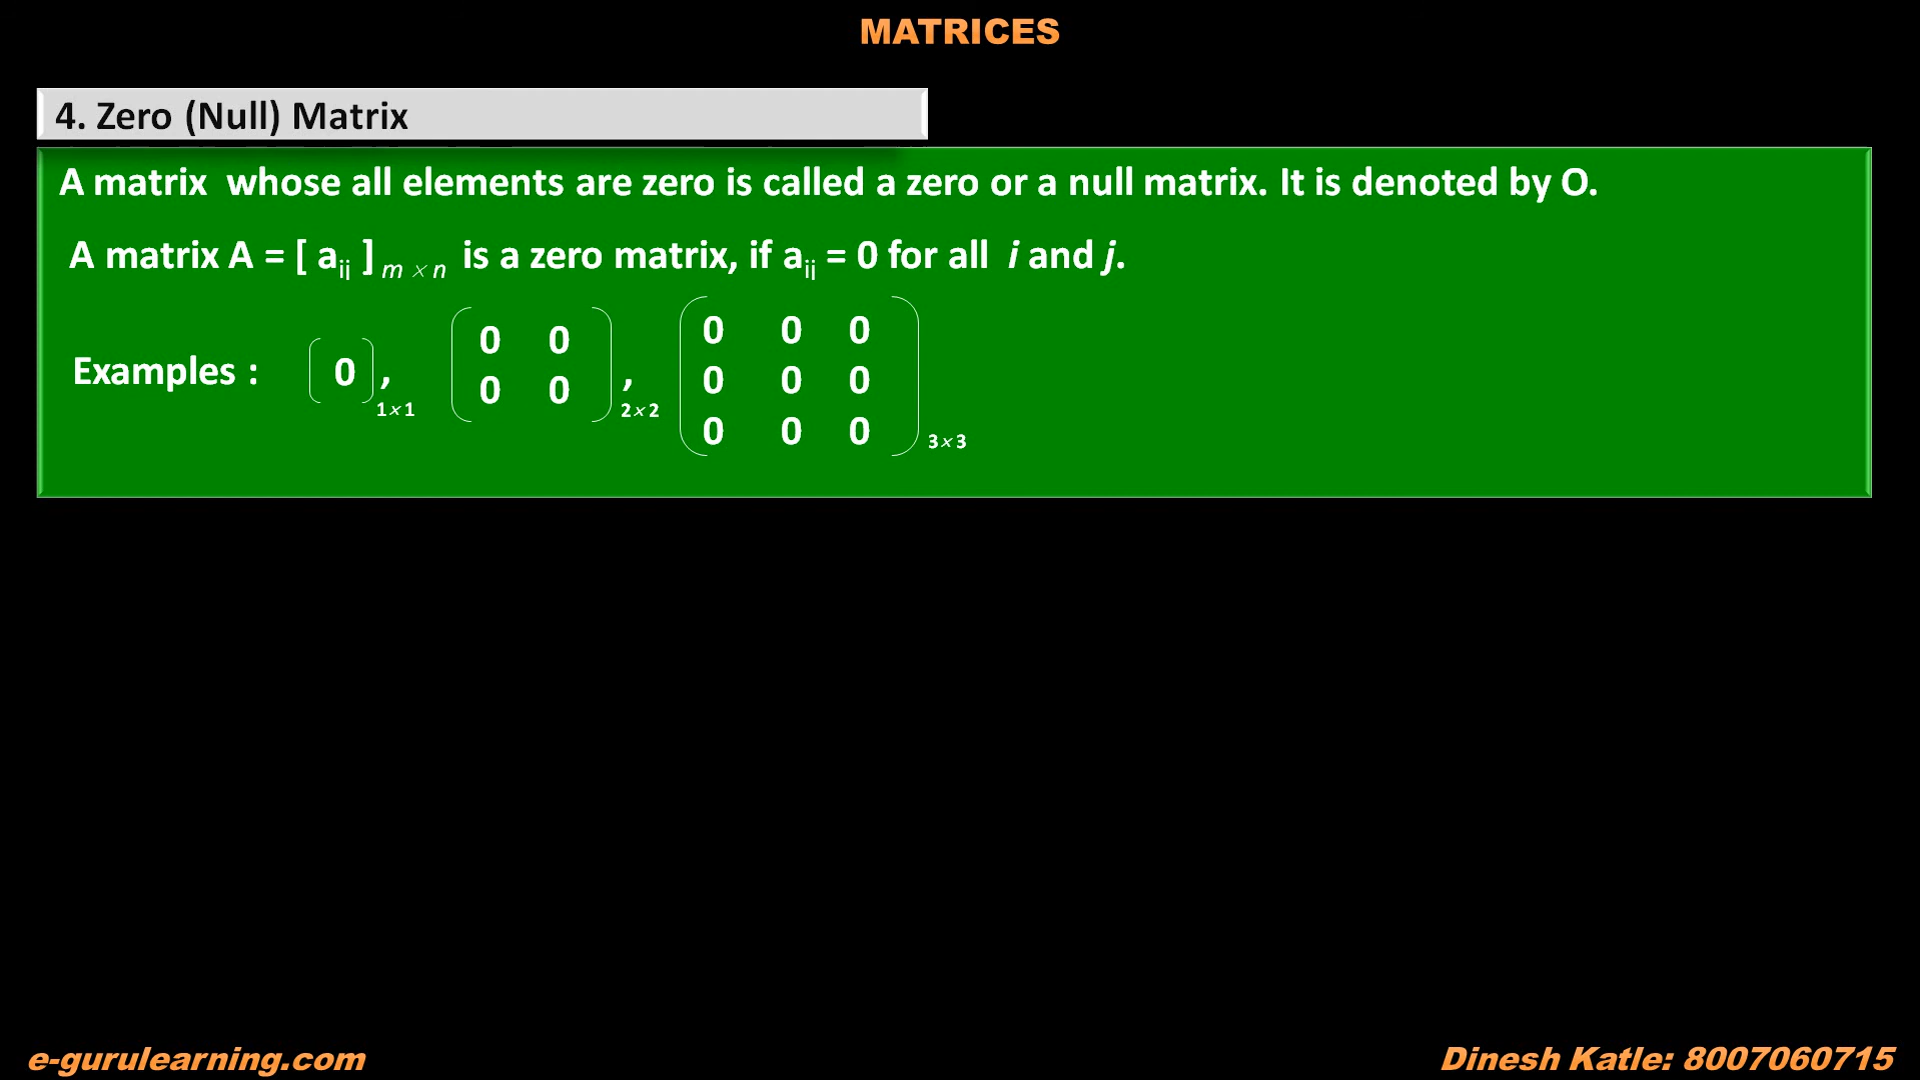 MATRICES
4. Zero (Null) Matrix
A matrix whose all elements are zero is called a zero or a null matrix. It is denoted by O.
A matrix A = [ aij ] m × n is a zero matrix, if aij = 0 for all i and j.
0 0 0
0 0
0 0 0
Examples : 0 , , 
0 0
1×1 2×2
0 0 0
3×3
e-gurulearning.com
Dinesh Katle: 8007060715